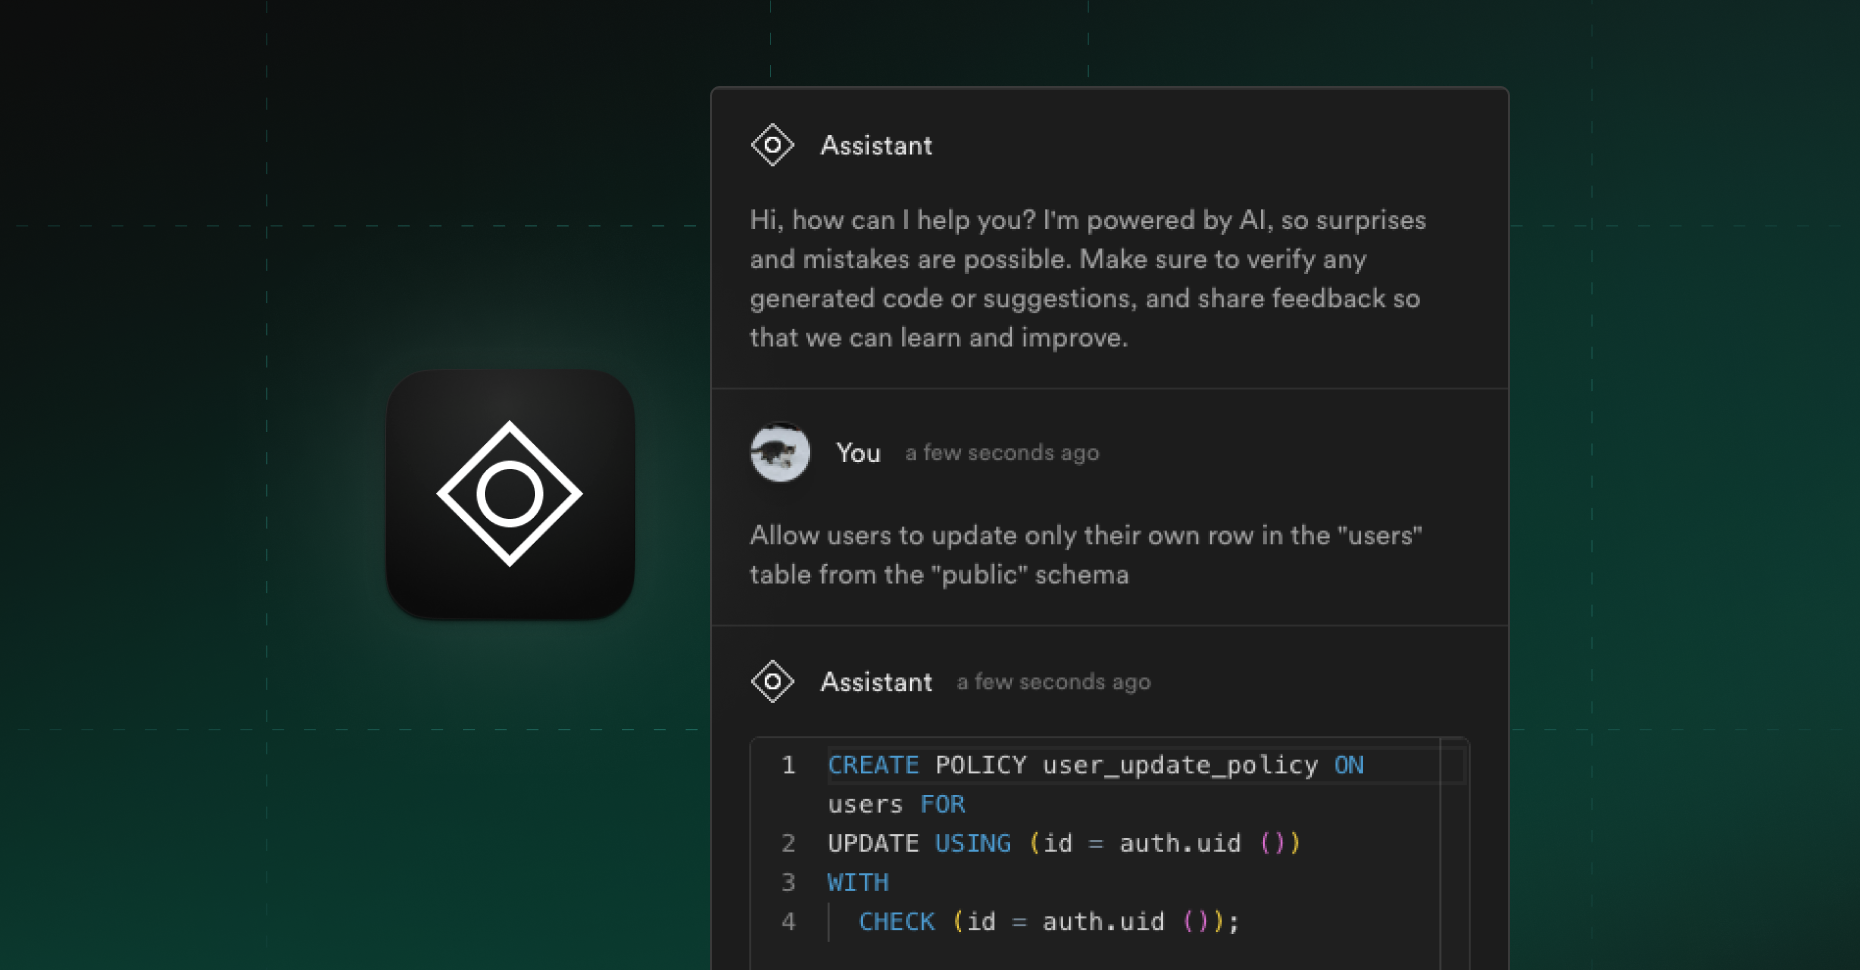 Assistant
Hi, how can I help you? I'm powered by AI, so surprises
and mistakes are possible. Make sure to verify any
generated code or suggestions, and share feedback so
that we can learn and improve.
You a few seconds ago
Allow users to update only their own row in the "users"
table from the "public" schema
Assistant a few seconds ago
1 CREATE POLICY user_update_policy ON
users FOR
2 UPDATE USING (id = auth.uid ())
3 WITH
4 CHECK (id = auth.uid ());